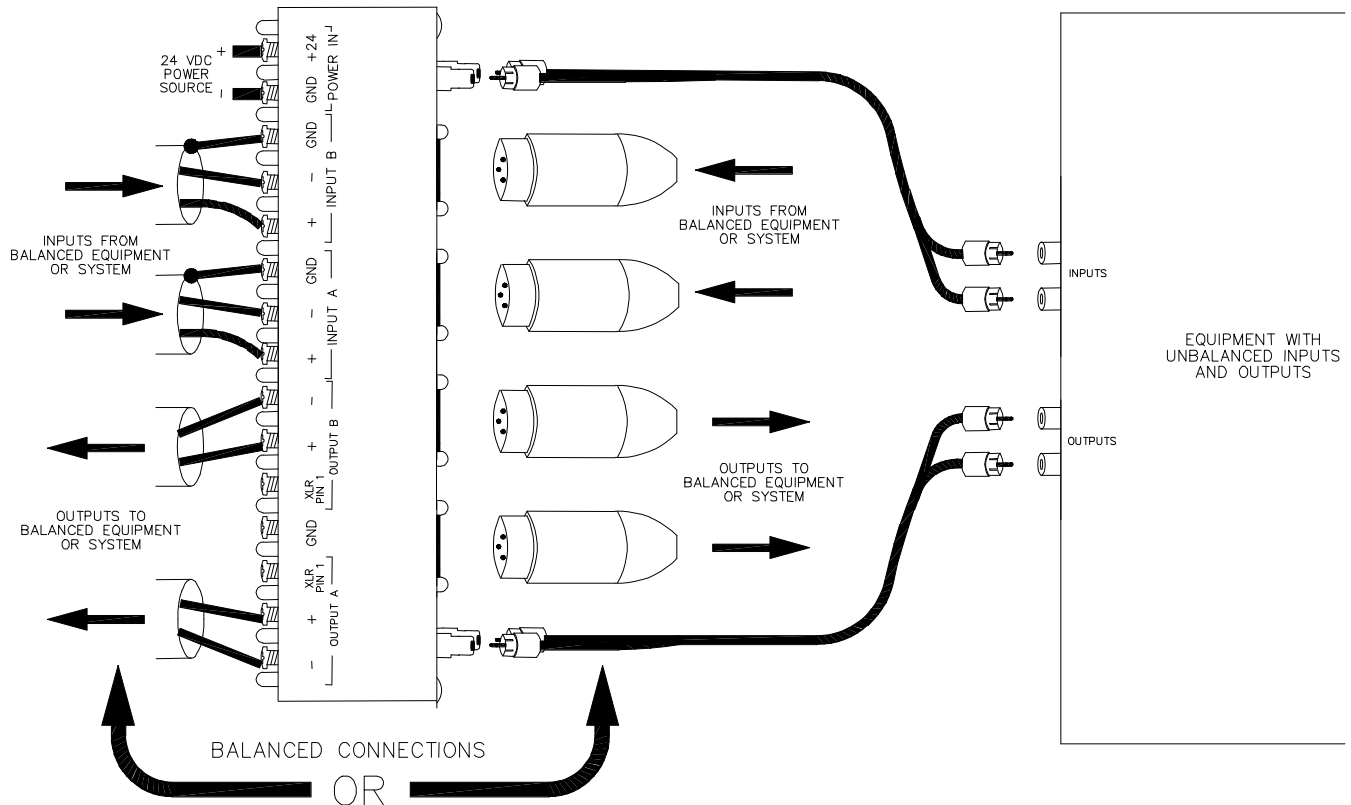 +
24 VDC
POWER
SOURCE
-
+24
GND
POWER IN
GND
-
+
INPUT B
GND
-
+
INPUT A
-
+
XLR
PIN 1
OUTPUT B
GND
XLR
PIN 1
+
-
OUTPUT A
INPUTS FROM
BALANCED EQUIPMENT
OR SYSTEM
OUTPUTS TO
BALANCED EQUIPMENT
OR SYSTEM
INPUTS FROM
BALANCED EQUIPMENT
OR SYSTEM
OUTPUTS TO
BALANCED EQUIPMENT
OR SYSTEM
INPUTS
OUTPUTS
EQUIPMENT WITH
UNBALANCED INPUTS
AND OUTPUTS
BALANCED CONNECTIONS
OR